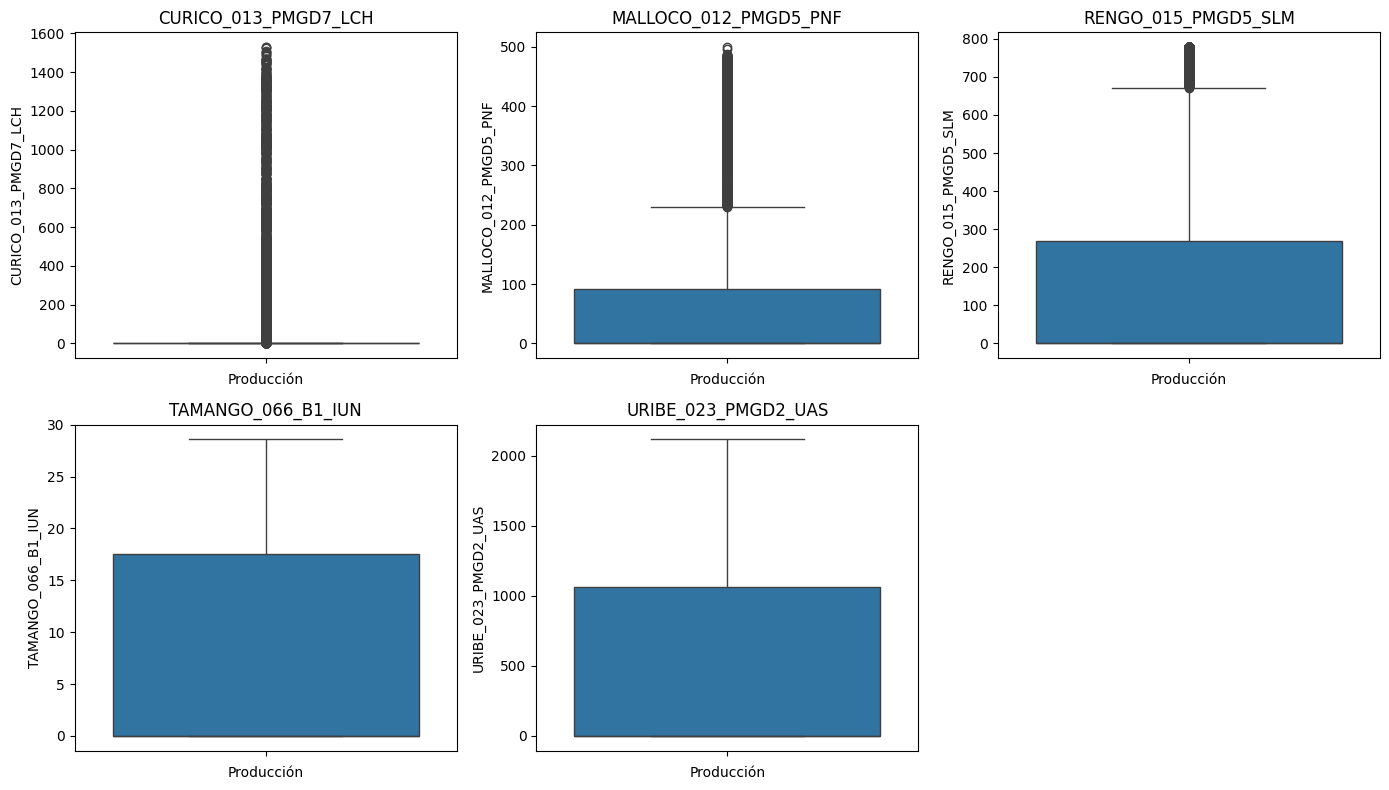 CURICO_013_PMGD7_LCH
CURICO_013_PMGD7_LCH
1600
1400
1200
1000
800
600
400
200
0
Producción
MALLOCO_012_PMGD5_PNF
MALLOCO_012_PMGD5_PNF
500
400
300
200
100
0
Producción
RENGO_015_PMGD5_SLM
RENGO_015_PMGD5_SLM
800
700
600
500
400
300
200
100
0
Producción
TAMANGO_066_B1_IUN
TAMANGO_066_B1_IUN
30
25
20
15
10
5
0
Producción
URIBE_023_PMGD2_UAS
URIBE_023_PMGD2_UAS
2000
1500
1000
500
0
Producción